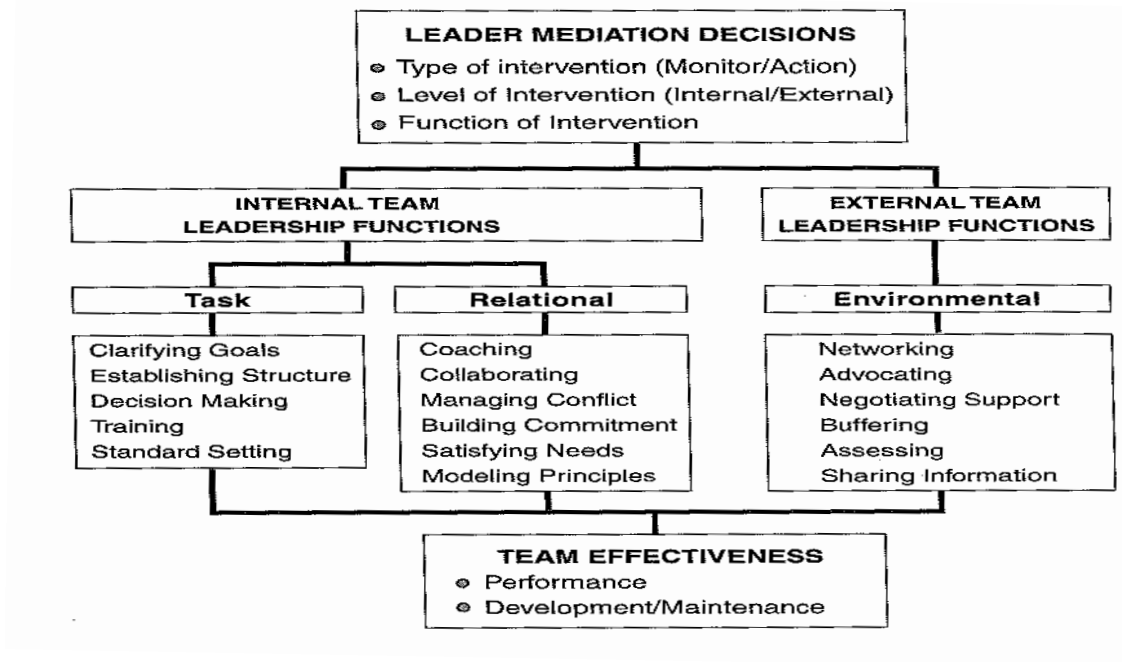 LEADER MEDIATION DECISIONS
Type of intervention (Monitor/Action)
Level of Intervention (Internal/External)
Function of Intervention
INTERNAL TEAM
LEADERSHIP FUNCTIONS
EXTERNAL TEAM
LEADERSHIP FUNCTIONS
Task
Relational
Environmental
Clarifying Goals
Establishing Structure
Decision Making
Training
Standard Setting
Coaching
Collaborating
Managing Conflict
Building Commitment
Satisfying Needs
Modeling Principles
Networking
Advocating
Negotiating Support
Buffering
Assessing
Sharing Information
TEAM EFFECTIVENESS
Performance
Development/Maintenance